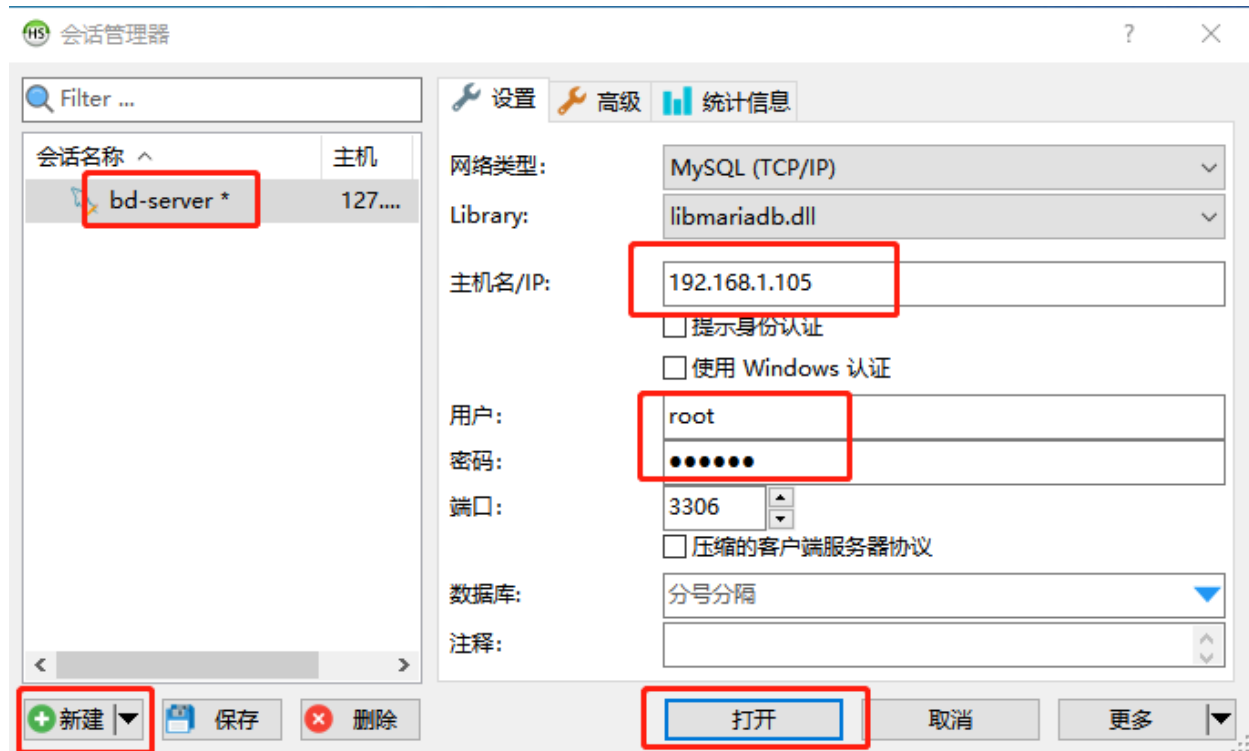 HS 会话管理器
Filter ...
会话名称 主机
bd-server * 127....
设置 高级 统计信息
网络类型: MySQL (TCP/IP)
Library: libmariadb.dll
主机名/IP: 192.168.1.105
提示身份认证
使用 Windows 认证
用户: root
密码: ●●●●●●
端口: 3306
压缩的客户端服务器协议
数据库: 分号分隔
注释:
新建 保存 删除 打开 取消 更多